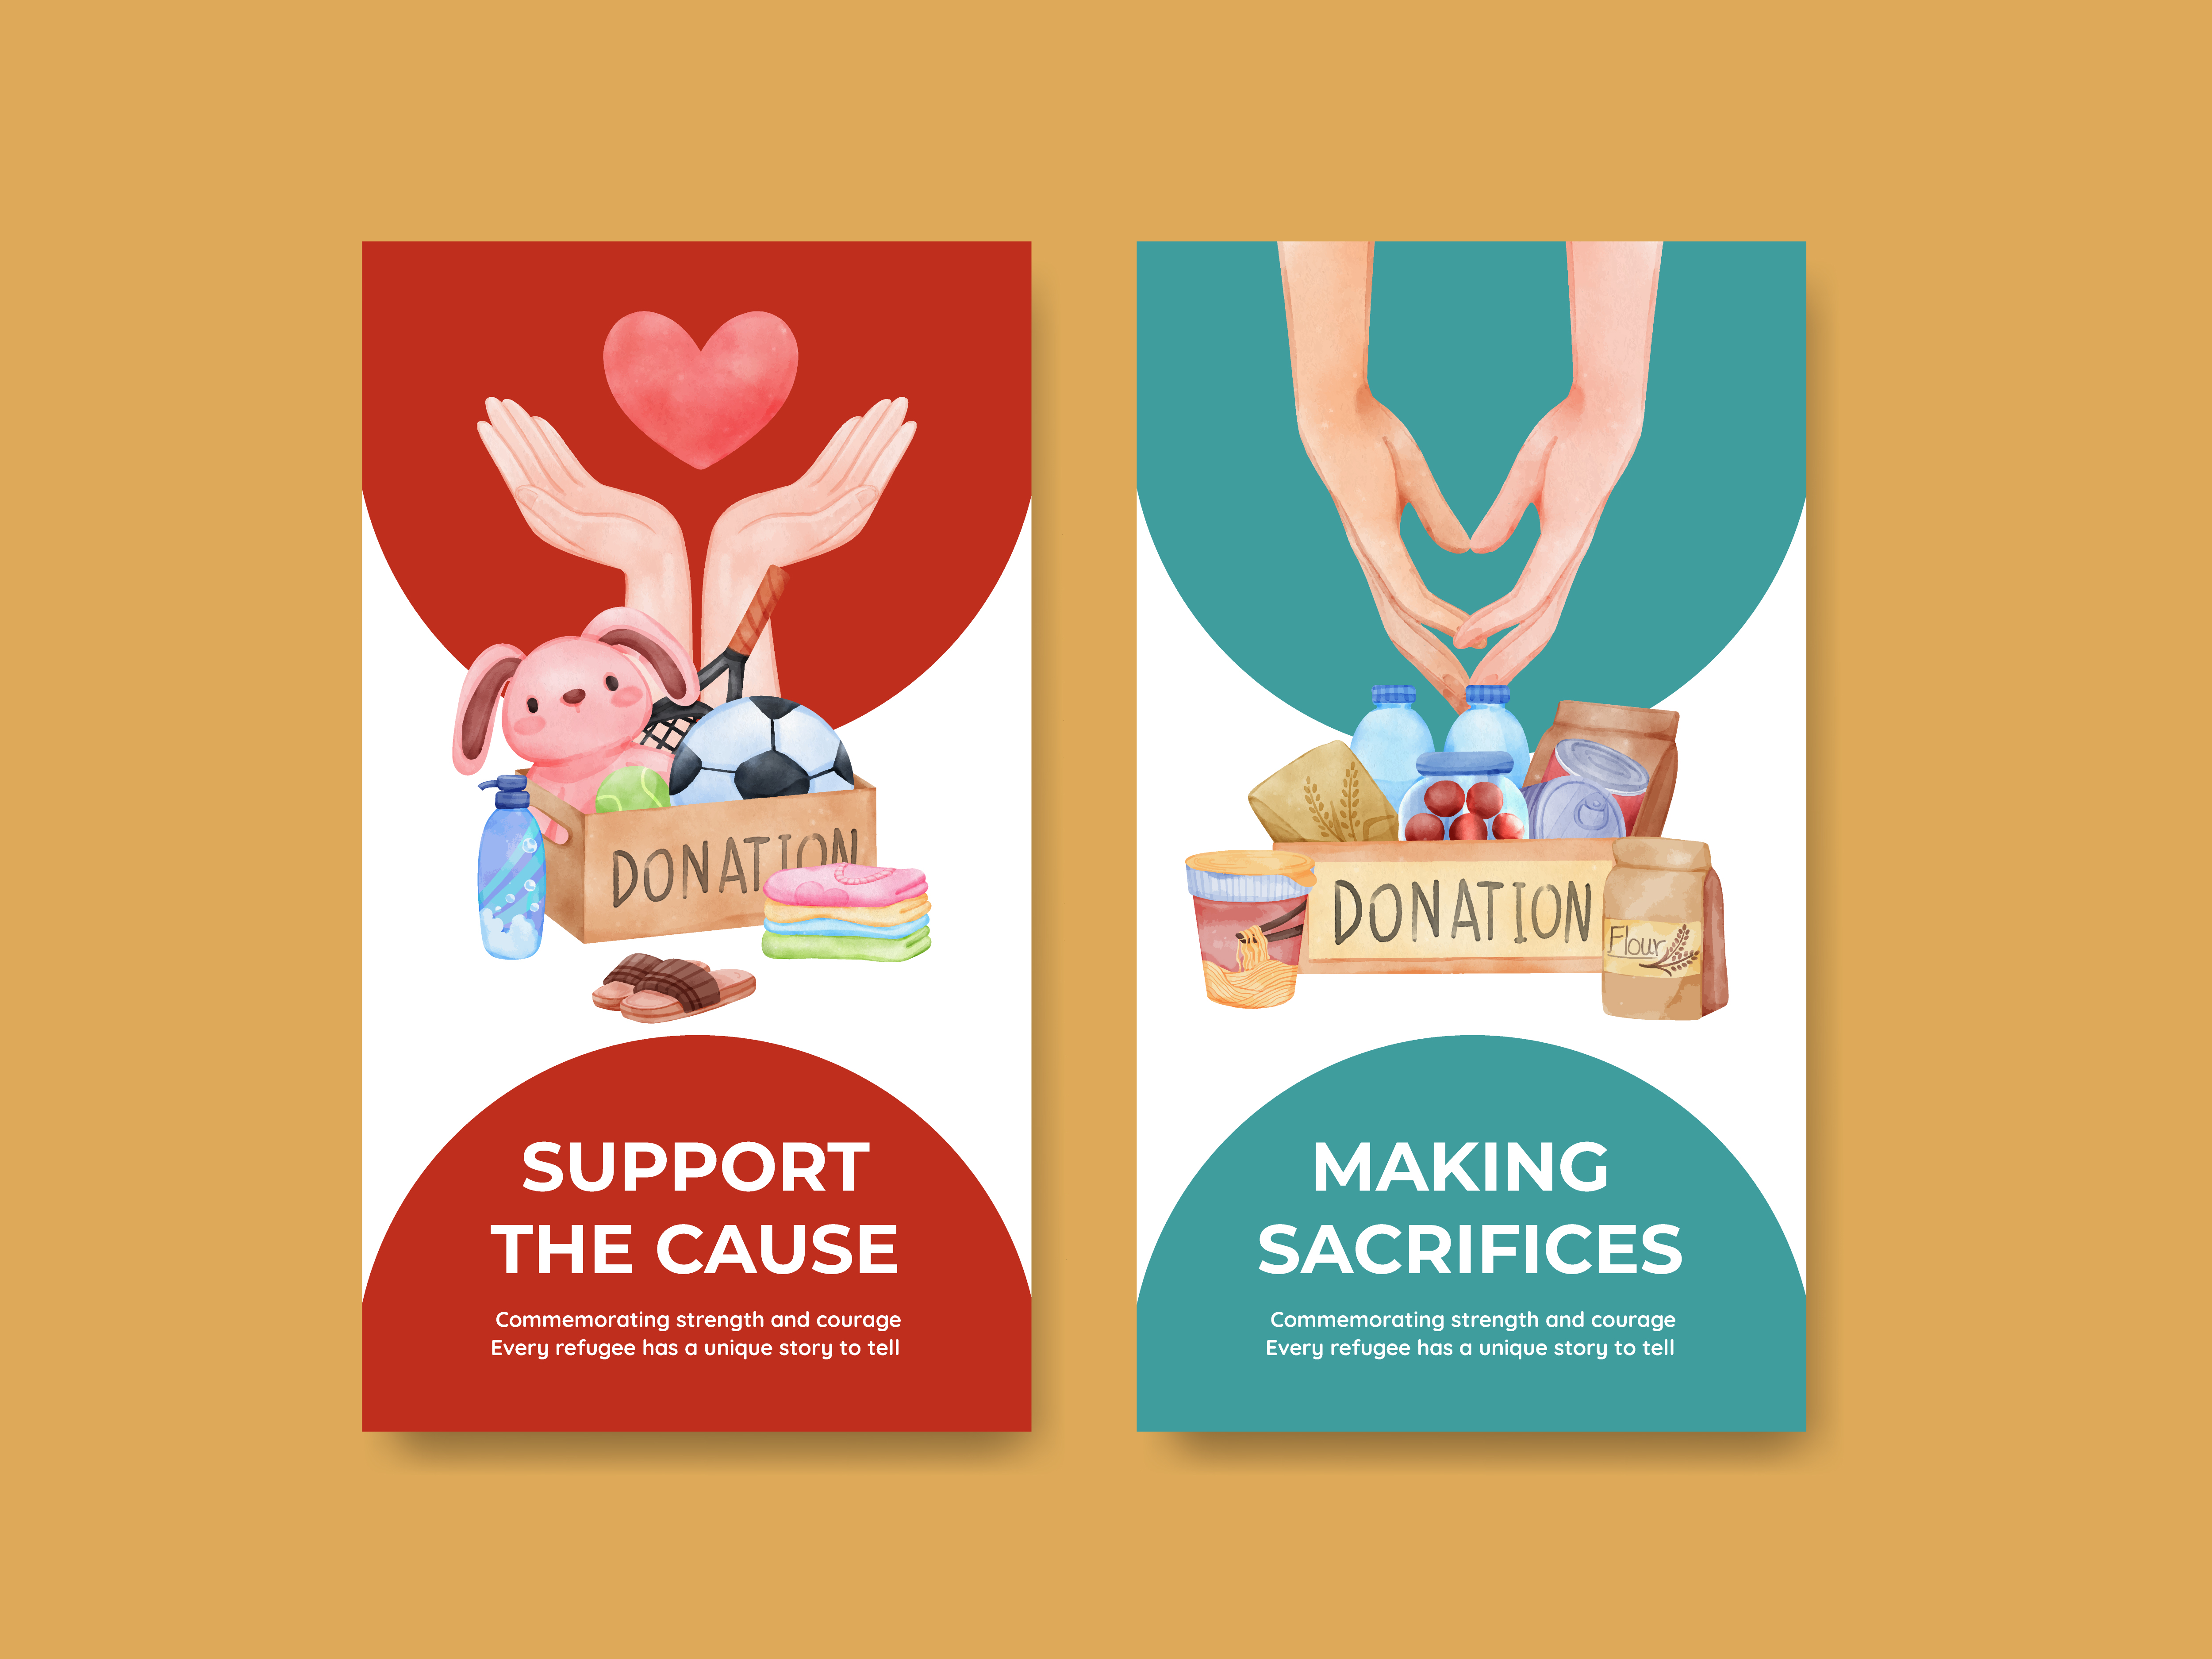 DONATION
SUPPORT
THE CAUSE
Commemorating strength and courage
Every refugee has a unique story to tell
DONATION
Flour
MAKING
SACRIFICES
Commemorating strength and courage
Every refugee has a unique story to tell